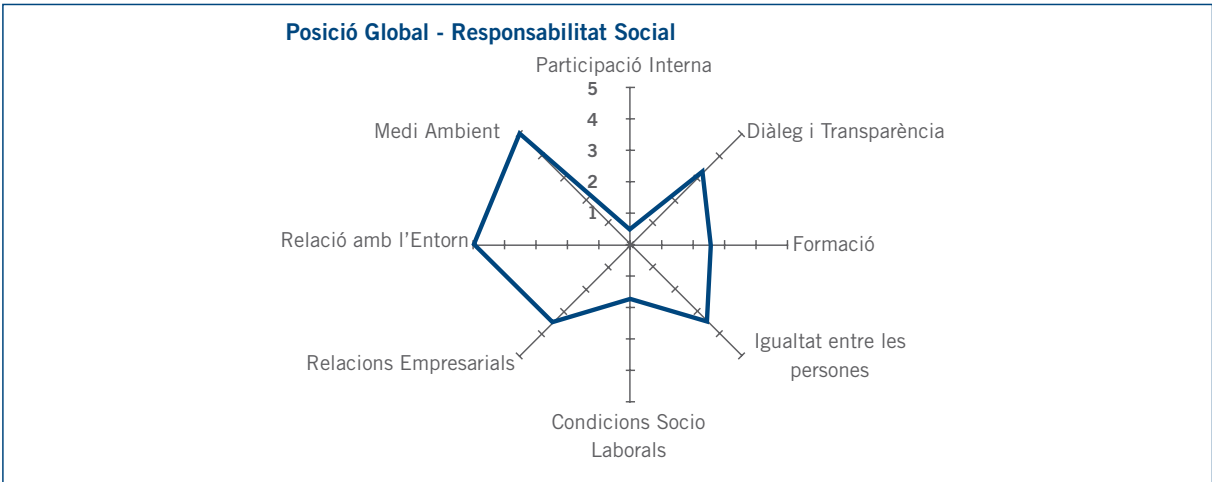 Posició Global - Responsabilitat Social
Participació Interna
5
4
3
2
1
Medi Ambient
Diàleg i Transparència
Relació amb l'Entorn
Formació
Relacions Empresarials
Igualtat entre les
persones
Condicions Socio
Laborals